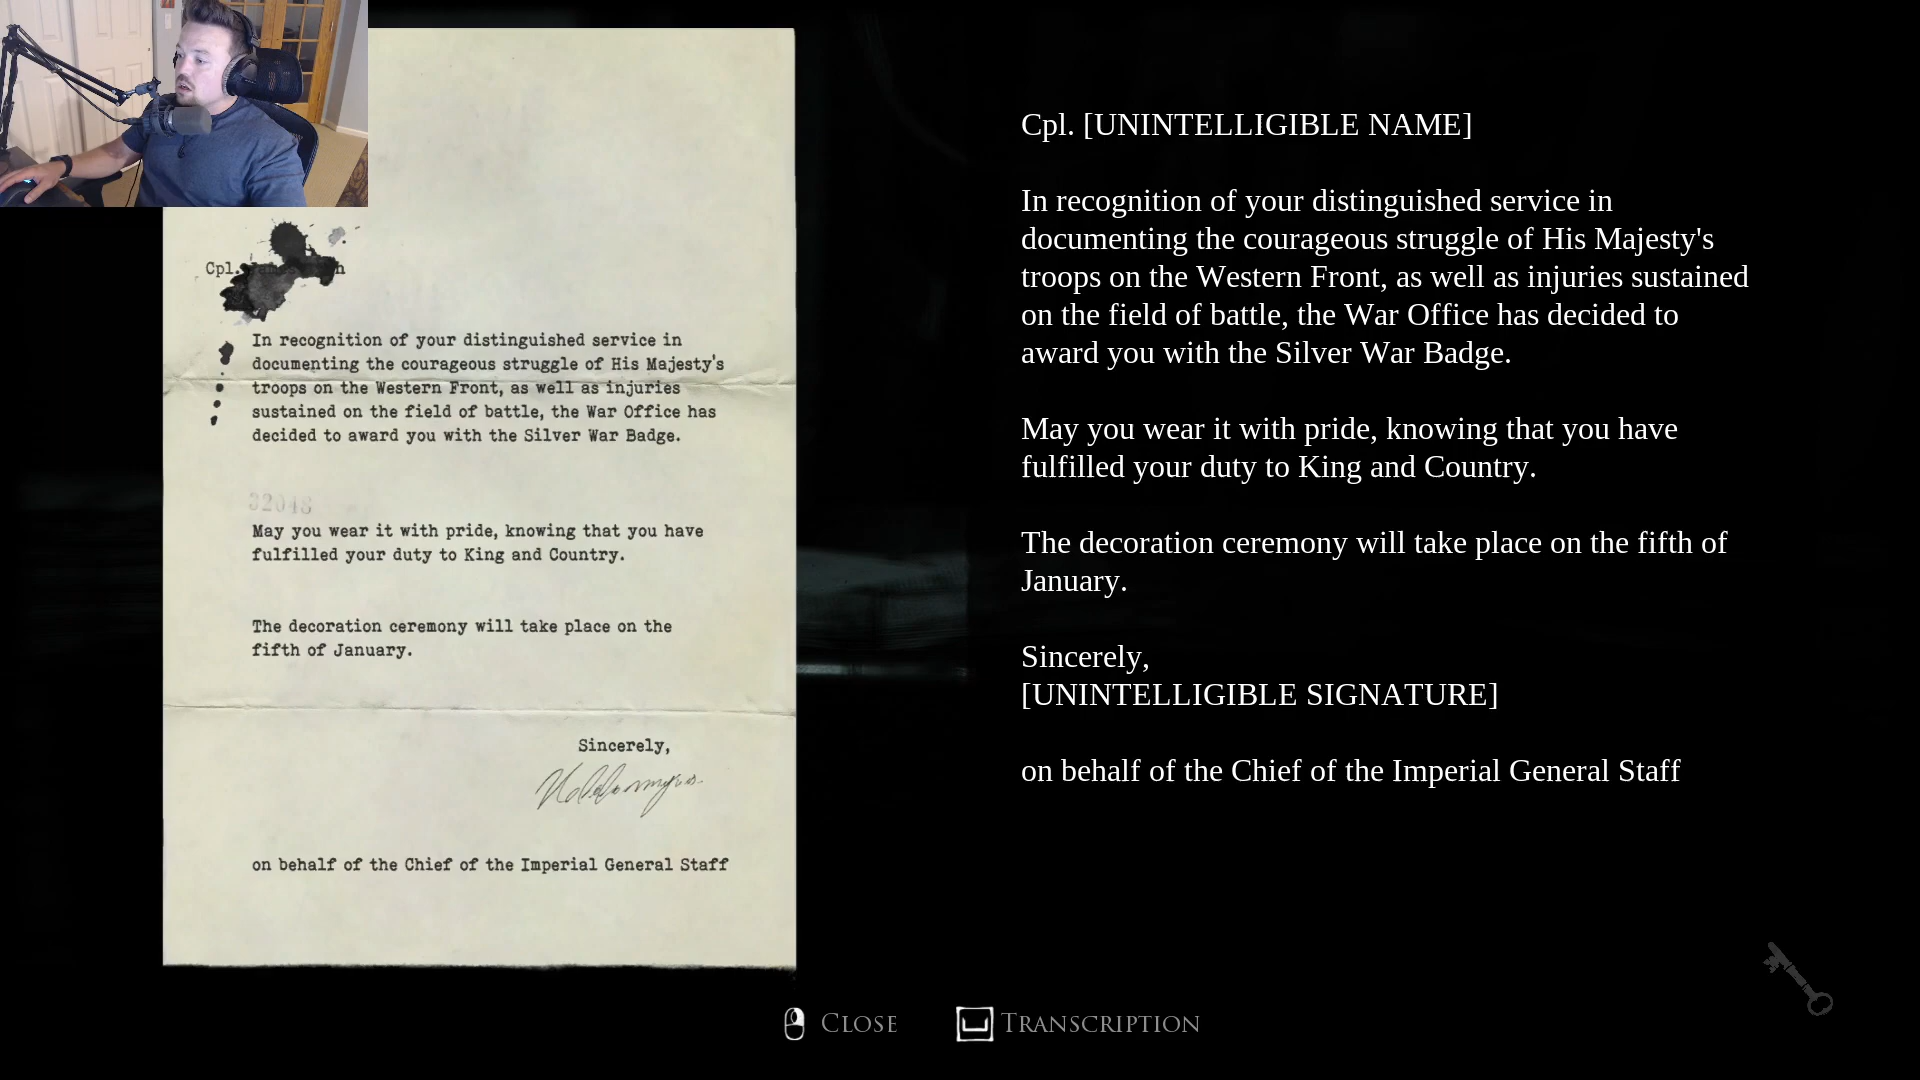 Cpl.
In recognition of your distinguished service in
documenting the courageous struggle of His Majesty's
troops on the Western Front, as well as injuries
sustained on the field of battle, the War Office has
decided to award you with the Silver War Badge.
32048
May you wear it with pride, knowing that you have
fulfilled your duty to King and Country.
The decoration ceremony will take place on the
fifth of January.
Sincerely,
on behalf of the Chief of the Imperial General Staff
Cpl. [UNINTELLIGIBLE NAME]
In recognition of your distinguished service in
documenting the courageous struggle of His Majesty's
troops on the Western Front, as well as injuries sustained
on the field of battle, the War Office has decided to
award you with the Silver War Badge.
May you wear it with pride, knowing that you have
fulfilled your duty to King and Country.
The decoration ceremony will take place on the fifth of
January.
Sincerely,
[UNINTELLIGIBLE SIGNATURE]
on behalf of the Chief of the Imperial General Staff
CLOSE
TRANSCRIPTION